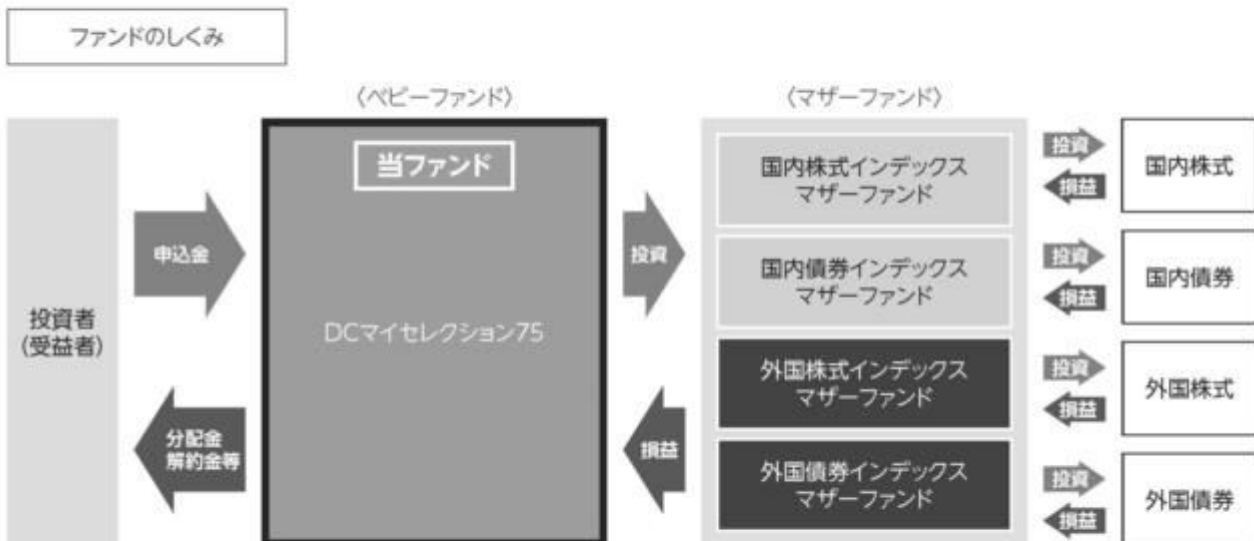 ファンドのしくみ
〈ベビーファンド〉
〈マザーファンド〉
投資者
(受益者)
申込金
分配金
解約金等
当ファンド
DCマイセレクション75
投資
損益
国内株式インデックス
マザーファンド
国内債券インデックス
マザーファンド
外国株式インデックス
マザーファンド
外国債券インデックス
マザーファンド
投資
損益
国内株式
投資
損益
国内債券
投資
損益
外国株式
投資
損益
外国債券